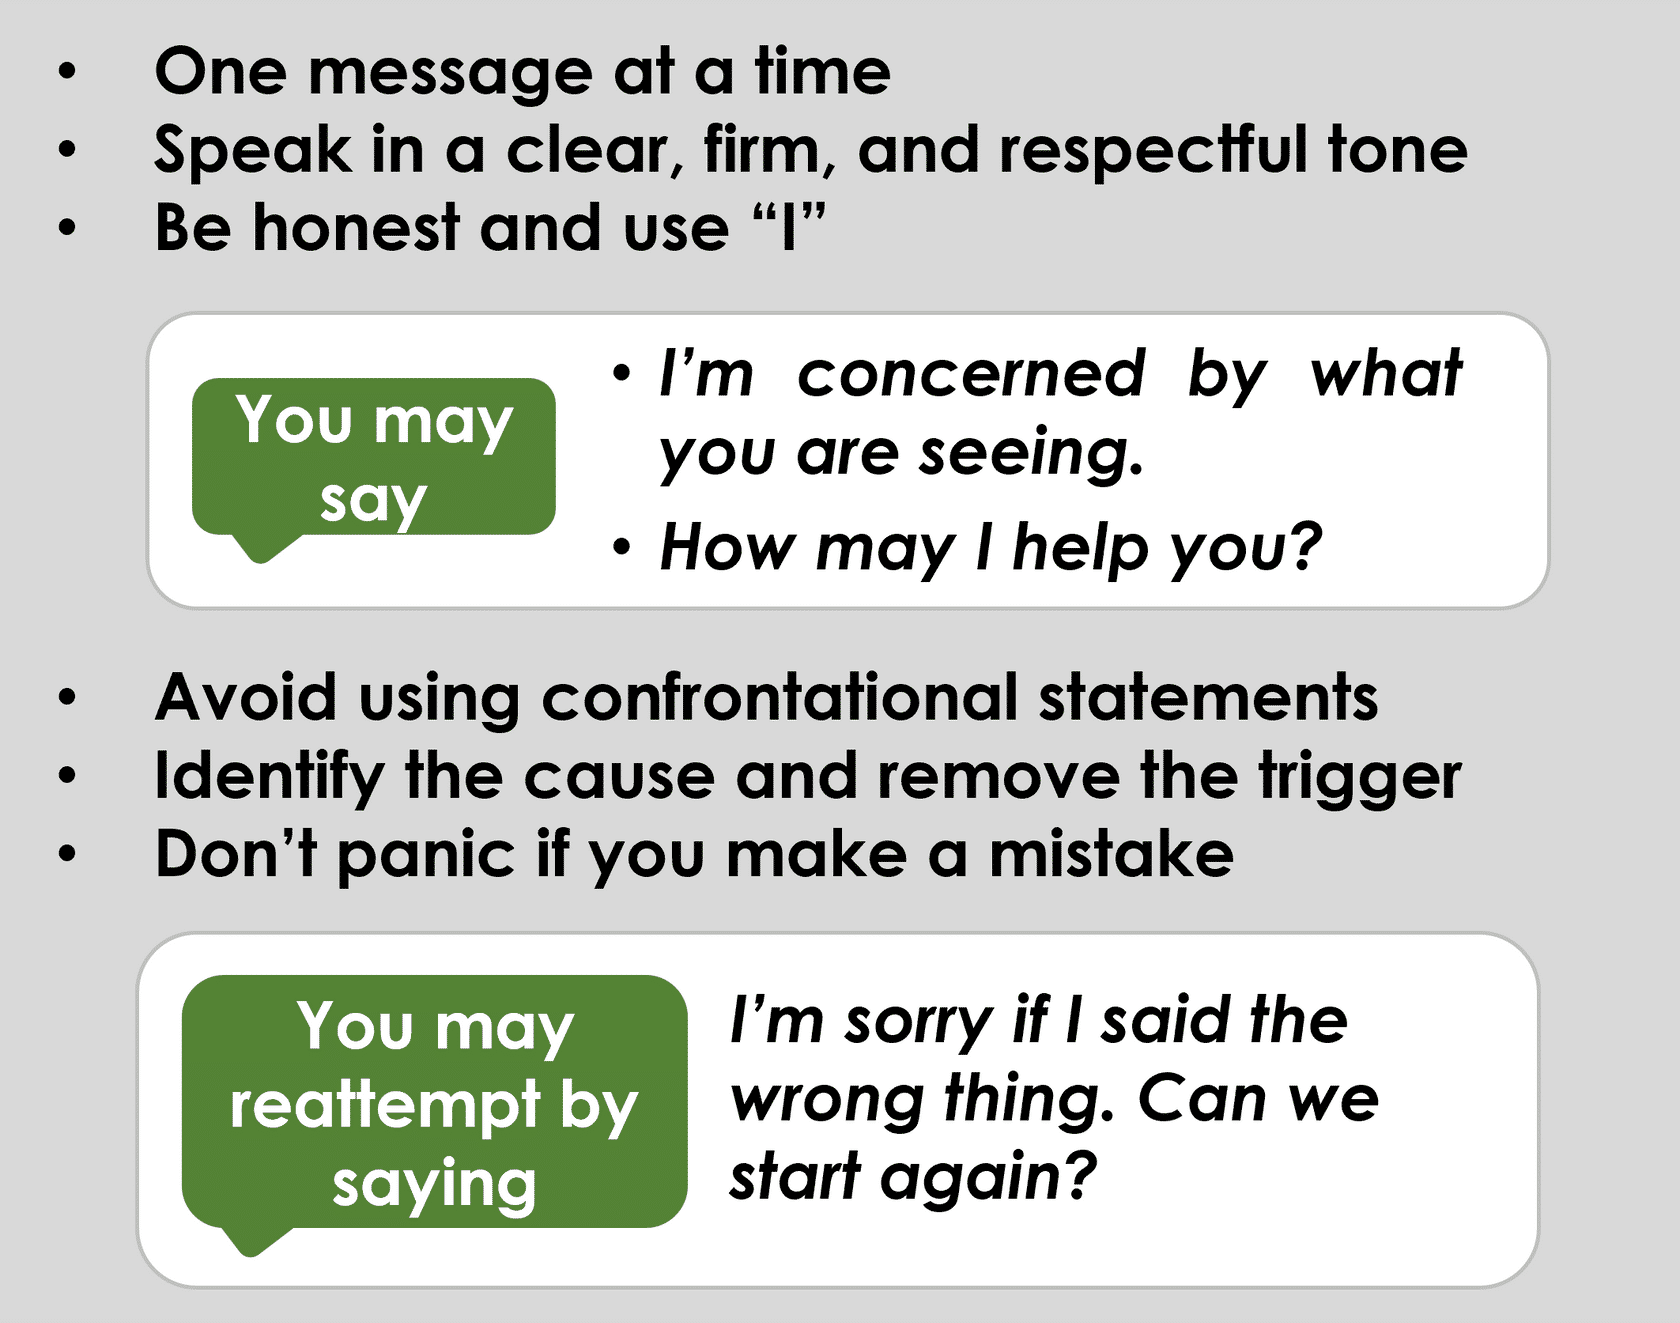 • One message at a time
• Speak in a clear, firm, and respectful tone
• Be honest and use “I”
You may
say
• I’m concerned by what
you are seeing.
• How may I help you?
• Avoid using confrontational statements
• Identify the cause and remove the trigger
• Don’t panic if you make a mistake
You may
reattempt by
saying
I’m sorry if I said the
wrong thing. Can we
start again?